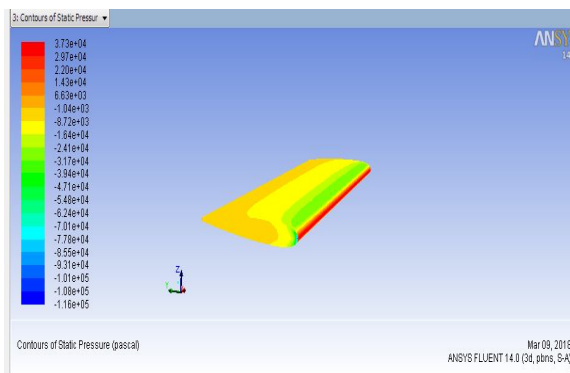 3: Contours of Static Pressur
ANSYS
14
3.73e+04
2.97e+04
2.20e+04
1.43e+04
6.63e+03
-1.04e+03
-8.72e+03
-1.64e+04
-2.41e+04
-3.17e+04
-3.94e+04
-4.71e+04
-5.48e+04
-6.24e+04
-7.01e+04
-7.78e+04
-8.54e+04
-9.31e+04
-1.01e+05
-1.08e+05
-1.16e+05
Z
Y
Contours of Static Pressure (pascal)
Mar 09, 2016
ANSYS FLUENT 14.0 (3d, pbns, S-A)